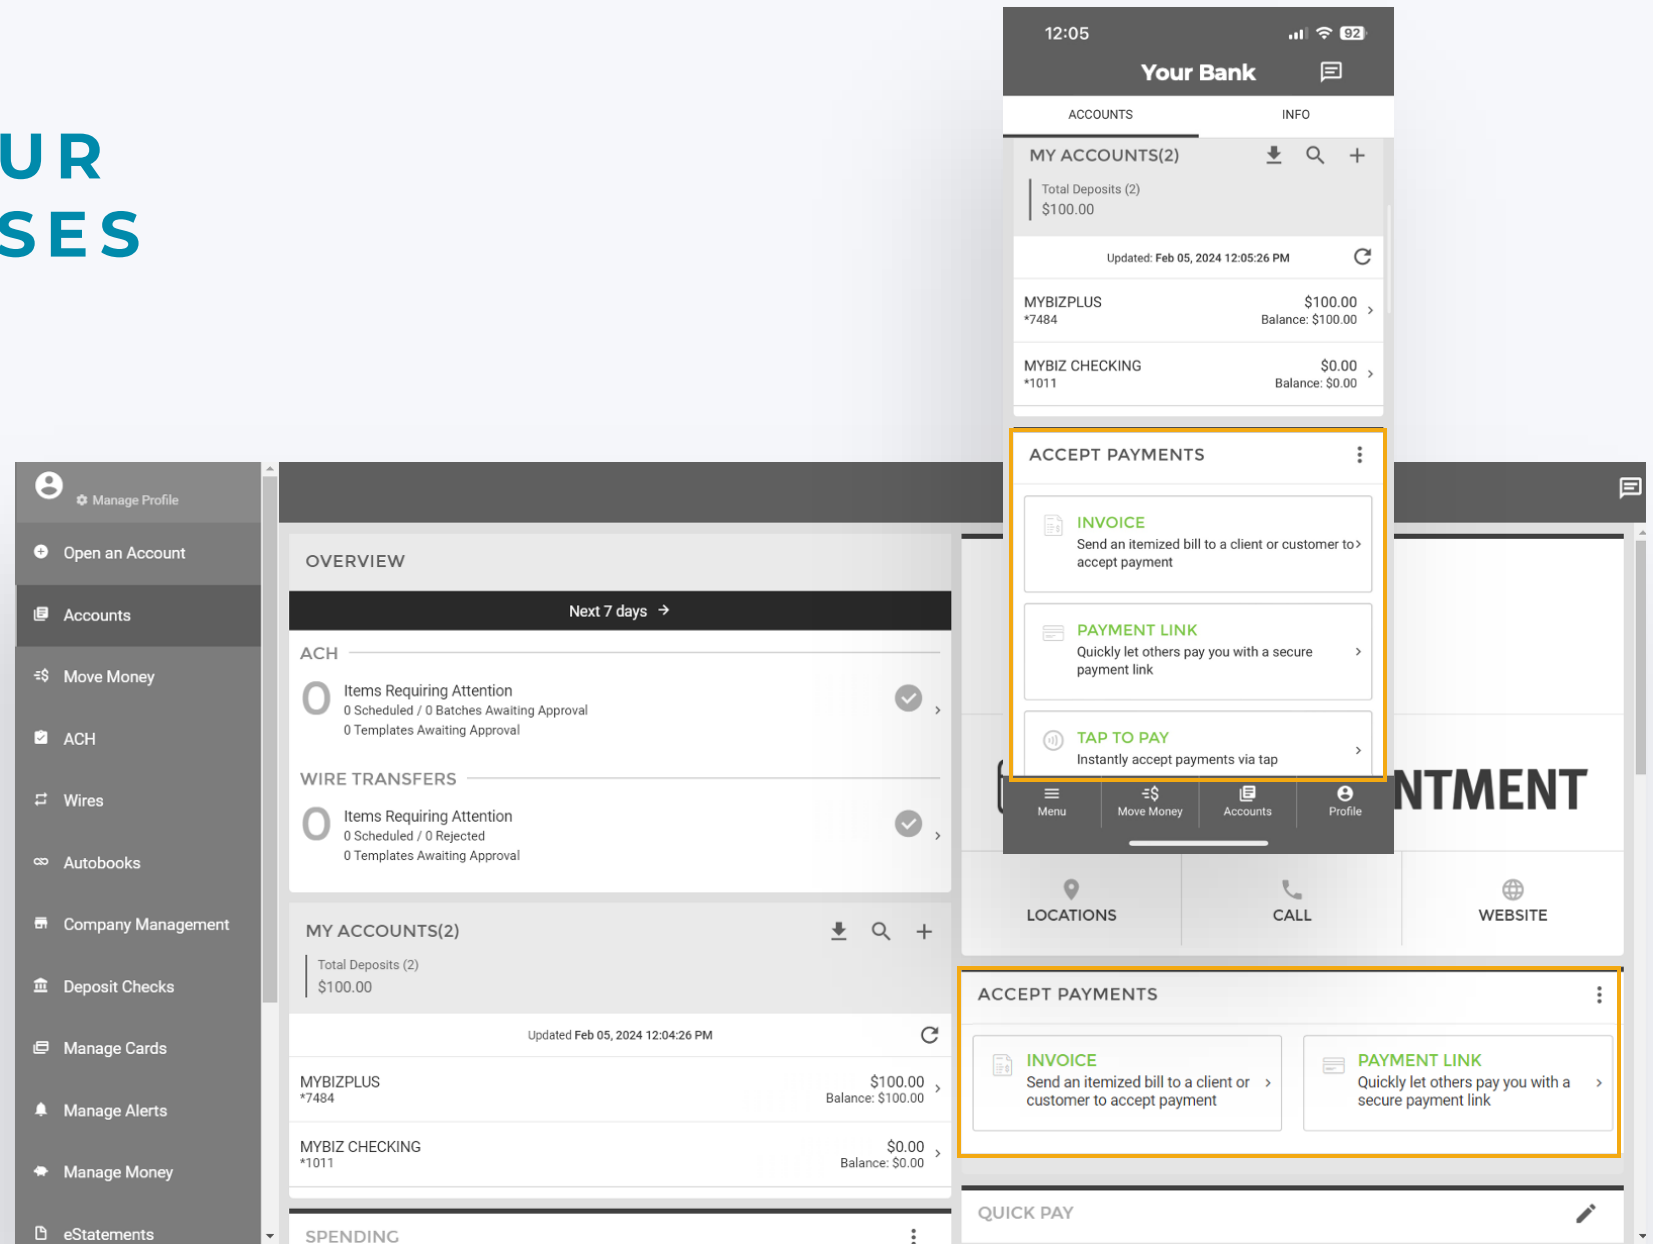 UR
SES
12:05
92
Your Bank
ACCOUNTS
INFO
MY ACCOUNTS(2)
Total Deposits (2)
$100.00
Updated: Feb 05, 2024 12:05:26 PM
MYBIZPLUS
$100.00
*7484
Balance: $100.00
MYBIZ CHECKING
$0.00
*1011
Balance: $0.00
ACCEPT PAYMENTS
INVOICE
Send an itemized bill to a client or customer to
accept payment
PAYMENT LINK
Quickly let others pay you with a secure
payment link
TAP TO PAY
Instantly accept payments via tap
Menu
Move Money
Accounts
Profile
Manage Profile
Open an Account
Accounts
Move Money
ACH
Wires
Autobooks
Company Management
Deposit Checks
Manage Cards
Manage Alerts
Manage Money
eStatements
OVERVIEW
Next 7 days
ACH
0 Items Requiring Attention
0 Scheduled / 0 Batches Awaiting Approval
0 Templates Awaiting Approval
WIRE TRANSFERS
0 Items Requiring Attention
0 Scheduled / 0 Rejected
0 Templates Awaiting Approval
MY ACCOUNTS(2)
Total Deposits (2)
$100.00
Updated Feb 05, 2024 12:04:26 PM
MYBIZPLUS
$100.00
*7484
Balance: $100.00
MYBIZ CHECKING
$0.00
*1011
Balance: $0.00
SPENDING
NTMENT
LOCATIONS
CALL
WEBSITE
ACCEPT PAYMENTS
INVOICE
Send an itemized bill to a client or
customer to accept payment
PAYMENT LINK
Quickly let others pay you with a
secure payment link
QUICK PAY